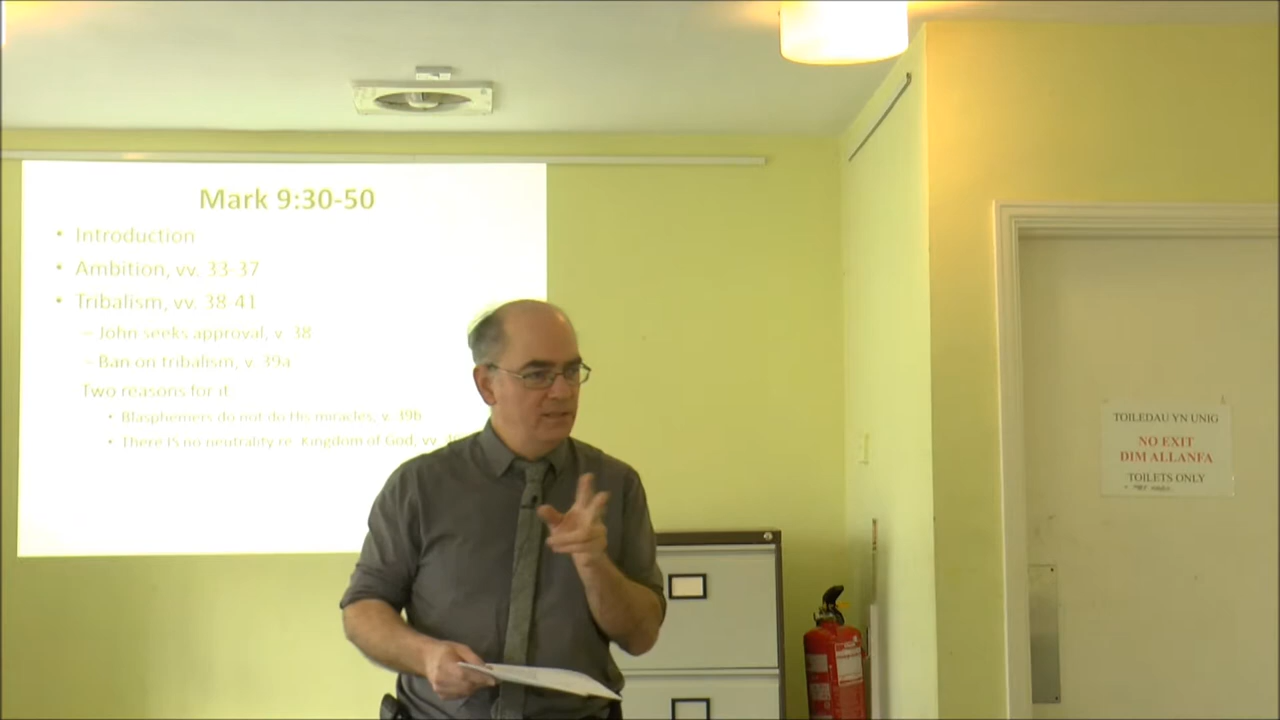 Mark 9:30-50
• Introduction
• Ambition, vv. 33-37
• Tribalism, vv. 38-41
– John seeks approval, v. 38
– Ban on tribalism, v. 39a
Two reasons for it:
• Blasphemers do not do His miracles, v. 39b
• There IS no neutrality re. Kingdom of God, vv.
TOILEDAU YN UNIG
NO EXIT
DIM ALLANFA
TOILETS ONLY